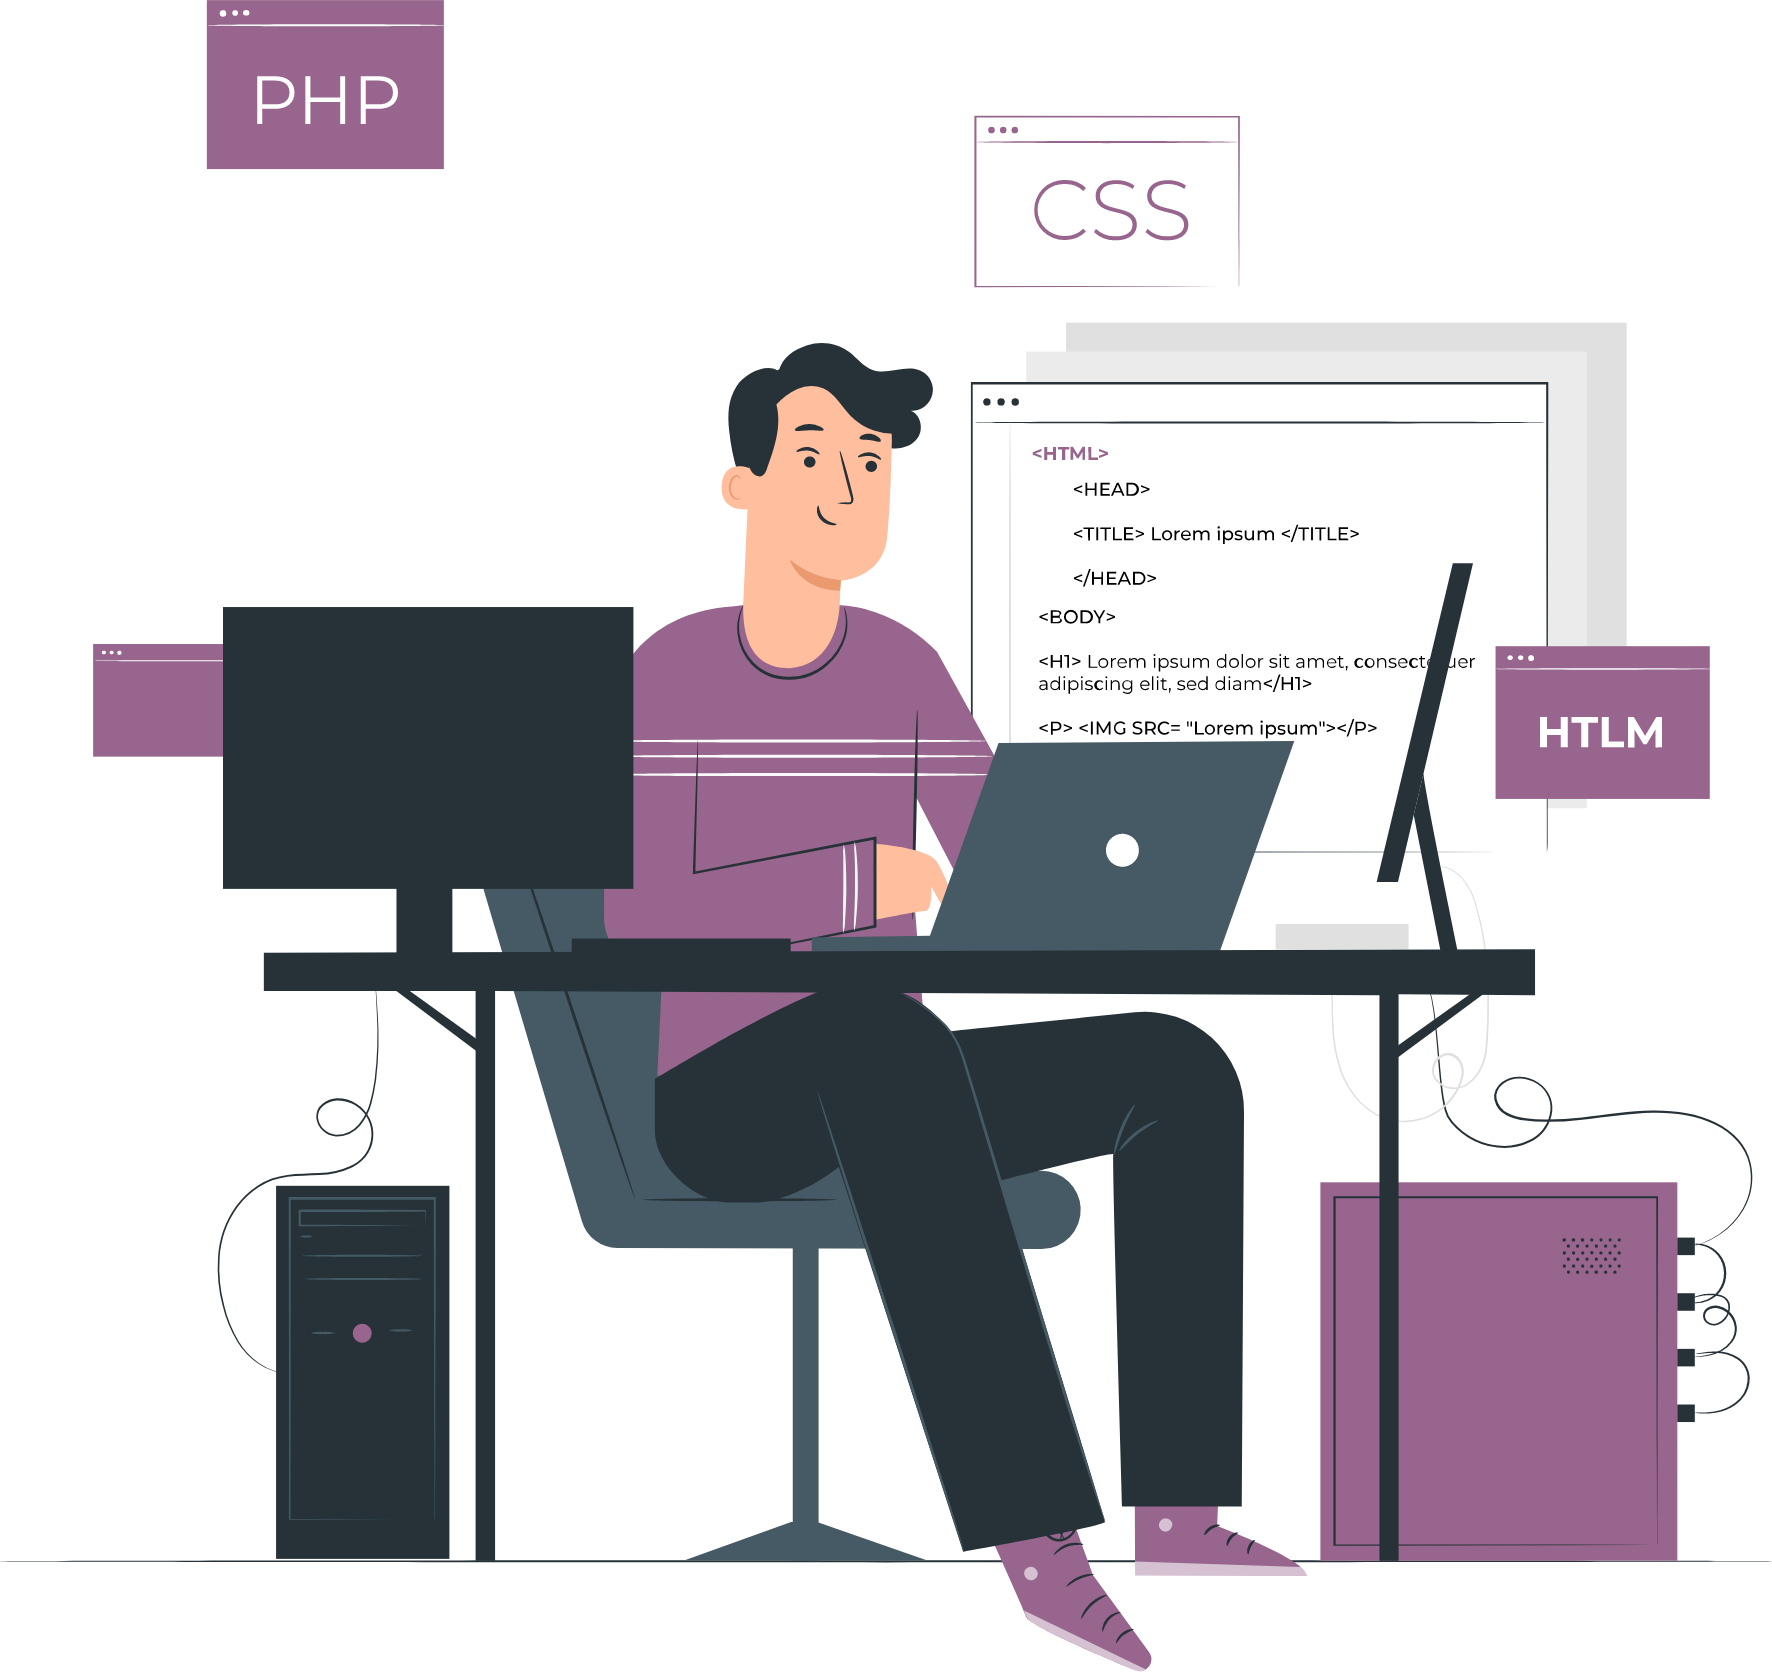 PHP
CSS
<HTML>
<HEAD>
<TITLE> Lorem ipsum </TITLE>
</HEAD>
<BODY>
<H1> Lorem ipsum dolor sit amet, consectetuer
adipiscing elit, sed diam</H1>
<P> <IMG SRC= "Lorem ipsum"></P>
HTLM